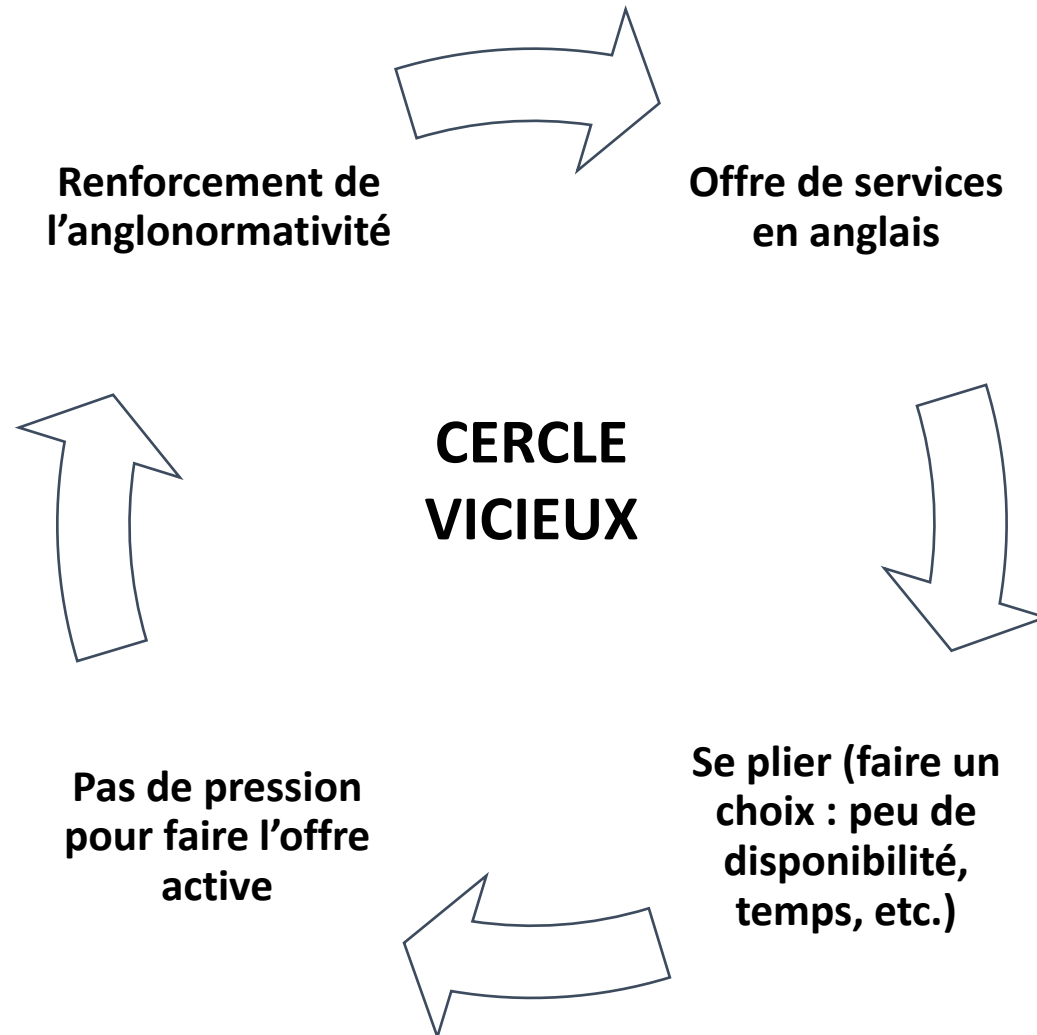 Renforcement de
l’anglonormativité
Offre de services
en anglais
CERCLE
VICIEUX
Se plier (faire un
choix : peu de
disponibilité,
temps, etc.)
Pas de pression
pour faire l’offre
active